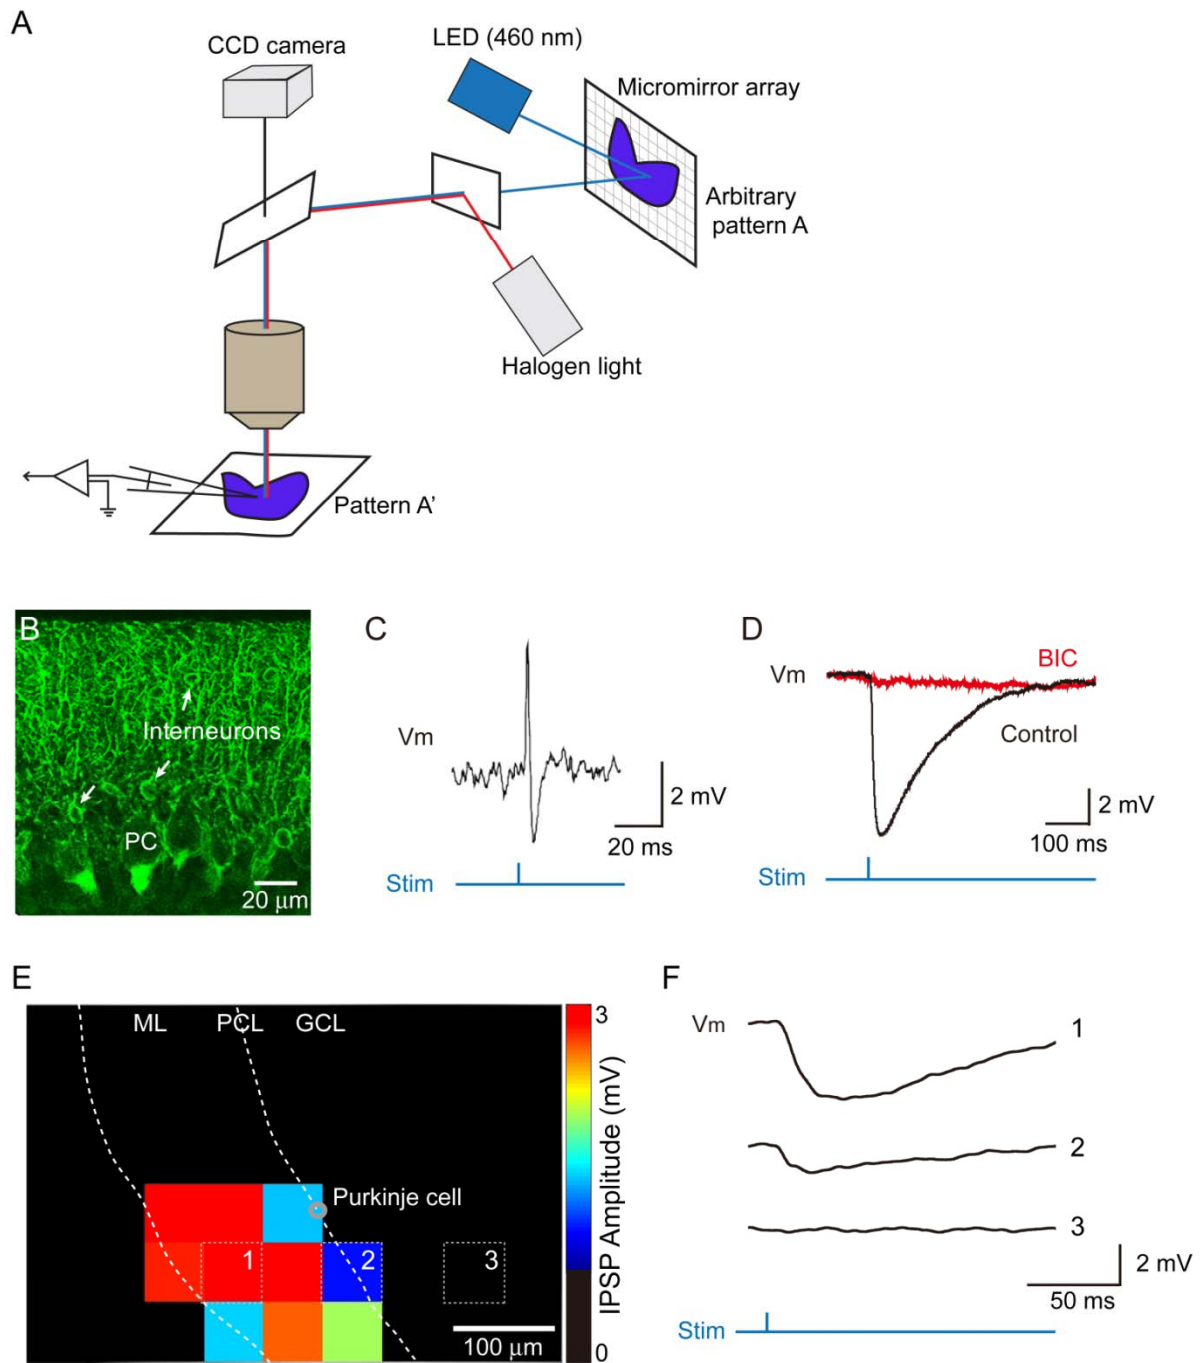 A
CCD camera
LED (460 nm)
Micromirror array
Arbitrary
pattern A
Halogen light
Pattern A'
B
Interneurons
PC
20 μm
C
Vm
2 mV
20 ms
Stim
D
Vm
BIC
Control
2 mV
100 ms
Stim
E
ML
PCL
GCL
Purkinje cell
1
2
3
100 μm
3
IPSP Amplitude (mV)
0
F
Vm
1
2
3
2 mV
50 ms
Stim